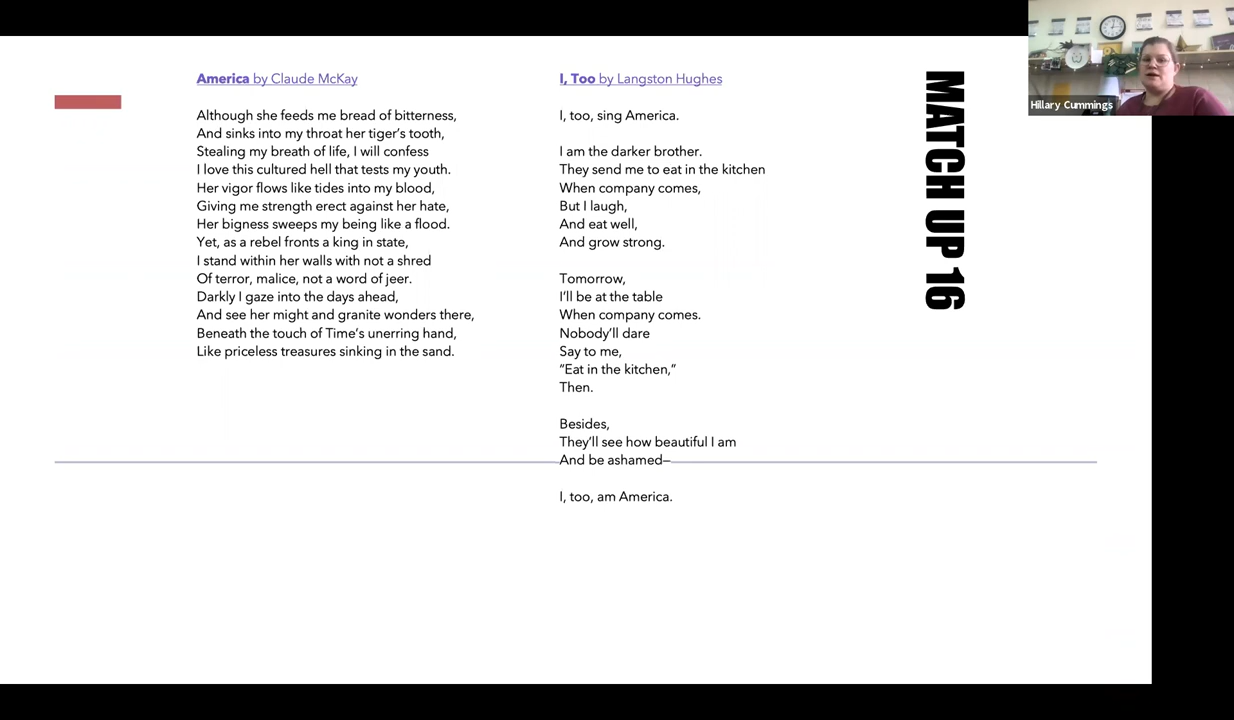 America by Claude McKay
Although she feeds me bread of bitterness,
And sinks into my throat her tiger's tooth,
Stealing my breath of life, I will confess
I love this cultured hell that tests my youth.
Her vigor flows like tides into my blood,
Giving me strength erect against her hate,
Her bigness sweeps my being like a flood.
Yet, as a rebel fronts a king in state,
I stand within her walls with not a shred
Of terror, malice, not a word of jeer.
Darkly I gaze into the days ahead,
And see her might and granite wonders there,
Beneath the touch of Time's unerring hand,
Like priceless treasures sinking in the sand.
I, Too by Langston Hughes
I, too, sing America.
I am the darker brother.
They send me to eat in the kitchen
When company comes,
But I laugh,
And eat well,
And grow strong.
Tomorrow,
I'll be at the table
When company comes.
Nobody'll dare
Say to me,
“Eat in the kitchen,”
Then.
Besides,
They'll see how beautiful I am
And be ashamed—
I, too, am America.
MATCH UP 16
Hillary Cummings